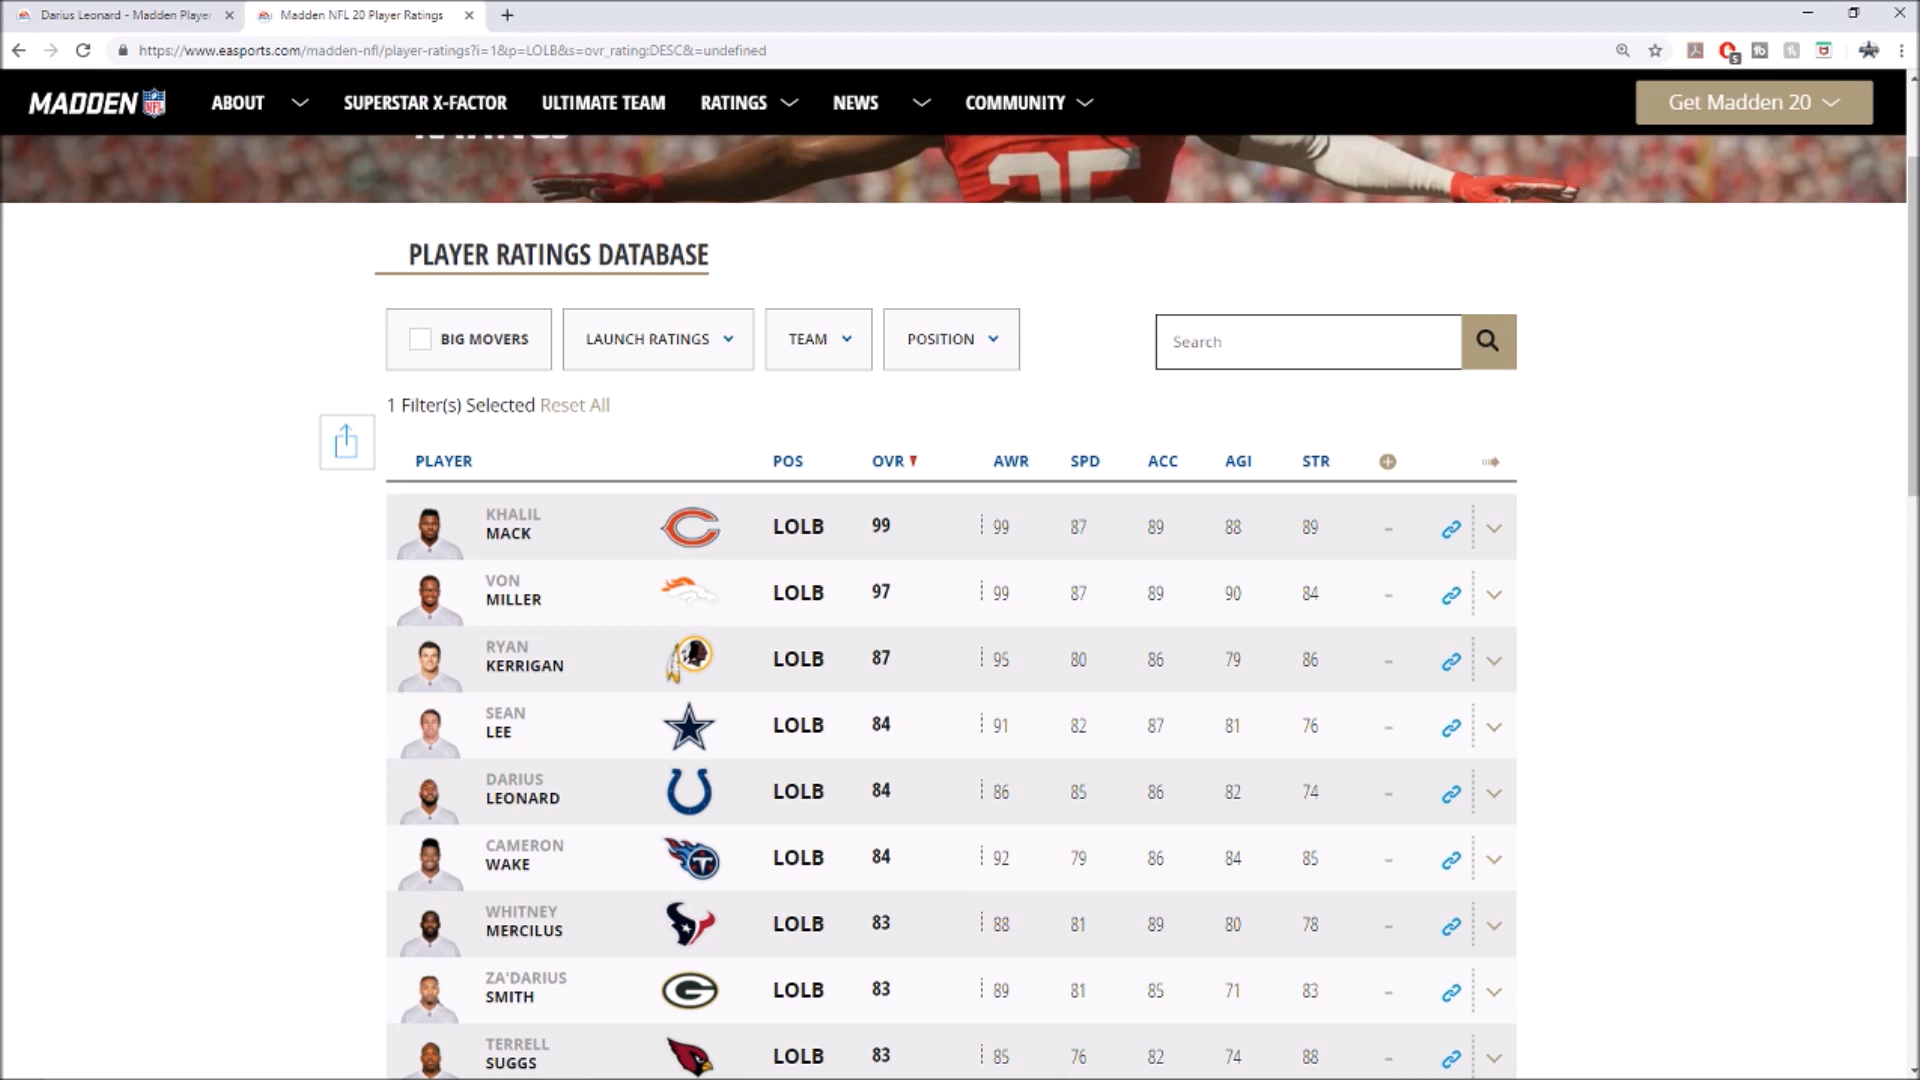 Darius Leonard - Madden Player
Madden NFL 20 Player Ratings
https://www.easports.com/madden-nfl/player-ratings?i=1&p=LOLB&s=ovr_rating:DESC&=undefined
MADDEN NFL ABOUT SUPERSTAR X-FACTOR ULTIMATE TEAM RATINGS NEWS COMMUNITY Get Madden 20
RATINGS
25
PLAYER RATINGS DATABASE
BIG MOVERS LAUNCH RATINGS TEAM POSITION Search
1 Filter(s) Selected Reset All
PLAYER POS OVR AWR SPD ACC AGI STR
KHALIL MACK LOLB 99 99 87 89 88 89 -
VON MILLER LOLB 97 99 87 89 90 84 -
RYAN KERRIGAN LOLB 87 95 80 86 79 86 -
SEAN LEE LOLB 84 91 82 87 81 76 -
DARIUS LEONARD LOLB 84 86 85 86 82 74 -
CAMERON WAKE LOLB 84 92 79 86 84 85 -
WHITNEY MERCILUS LOLB 83 88 81 89 80 78 -
ZA'DARIUS SMITH LOLB 83 89 81 85 71 83 -
TERRELL SUGGS LOLB 83 85 76 82 74 88 -